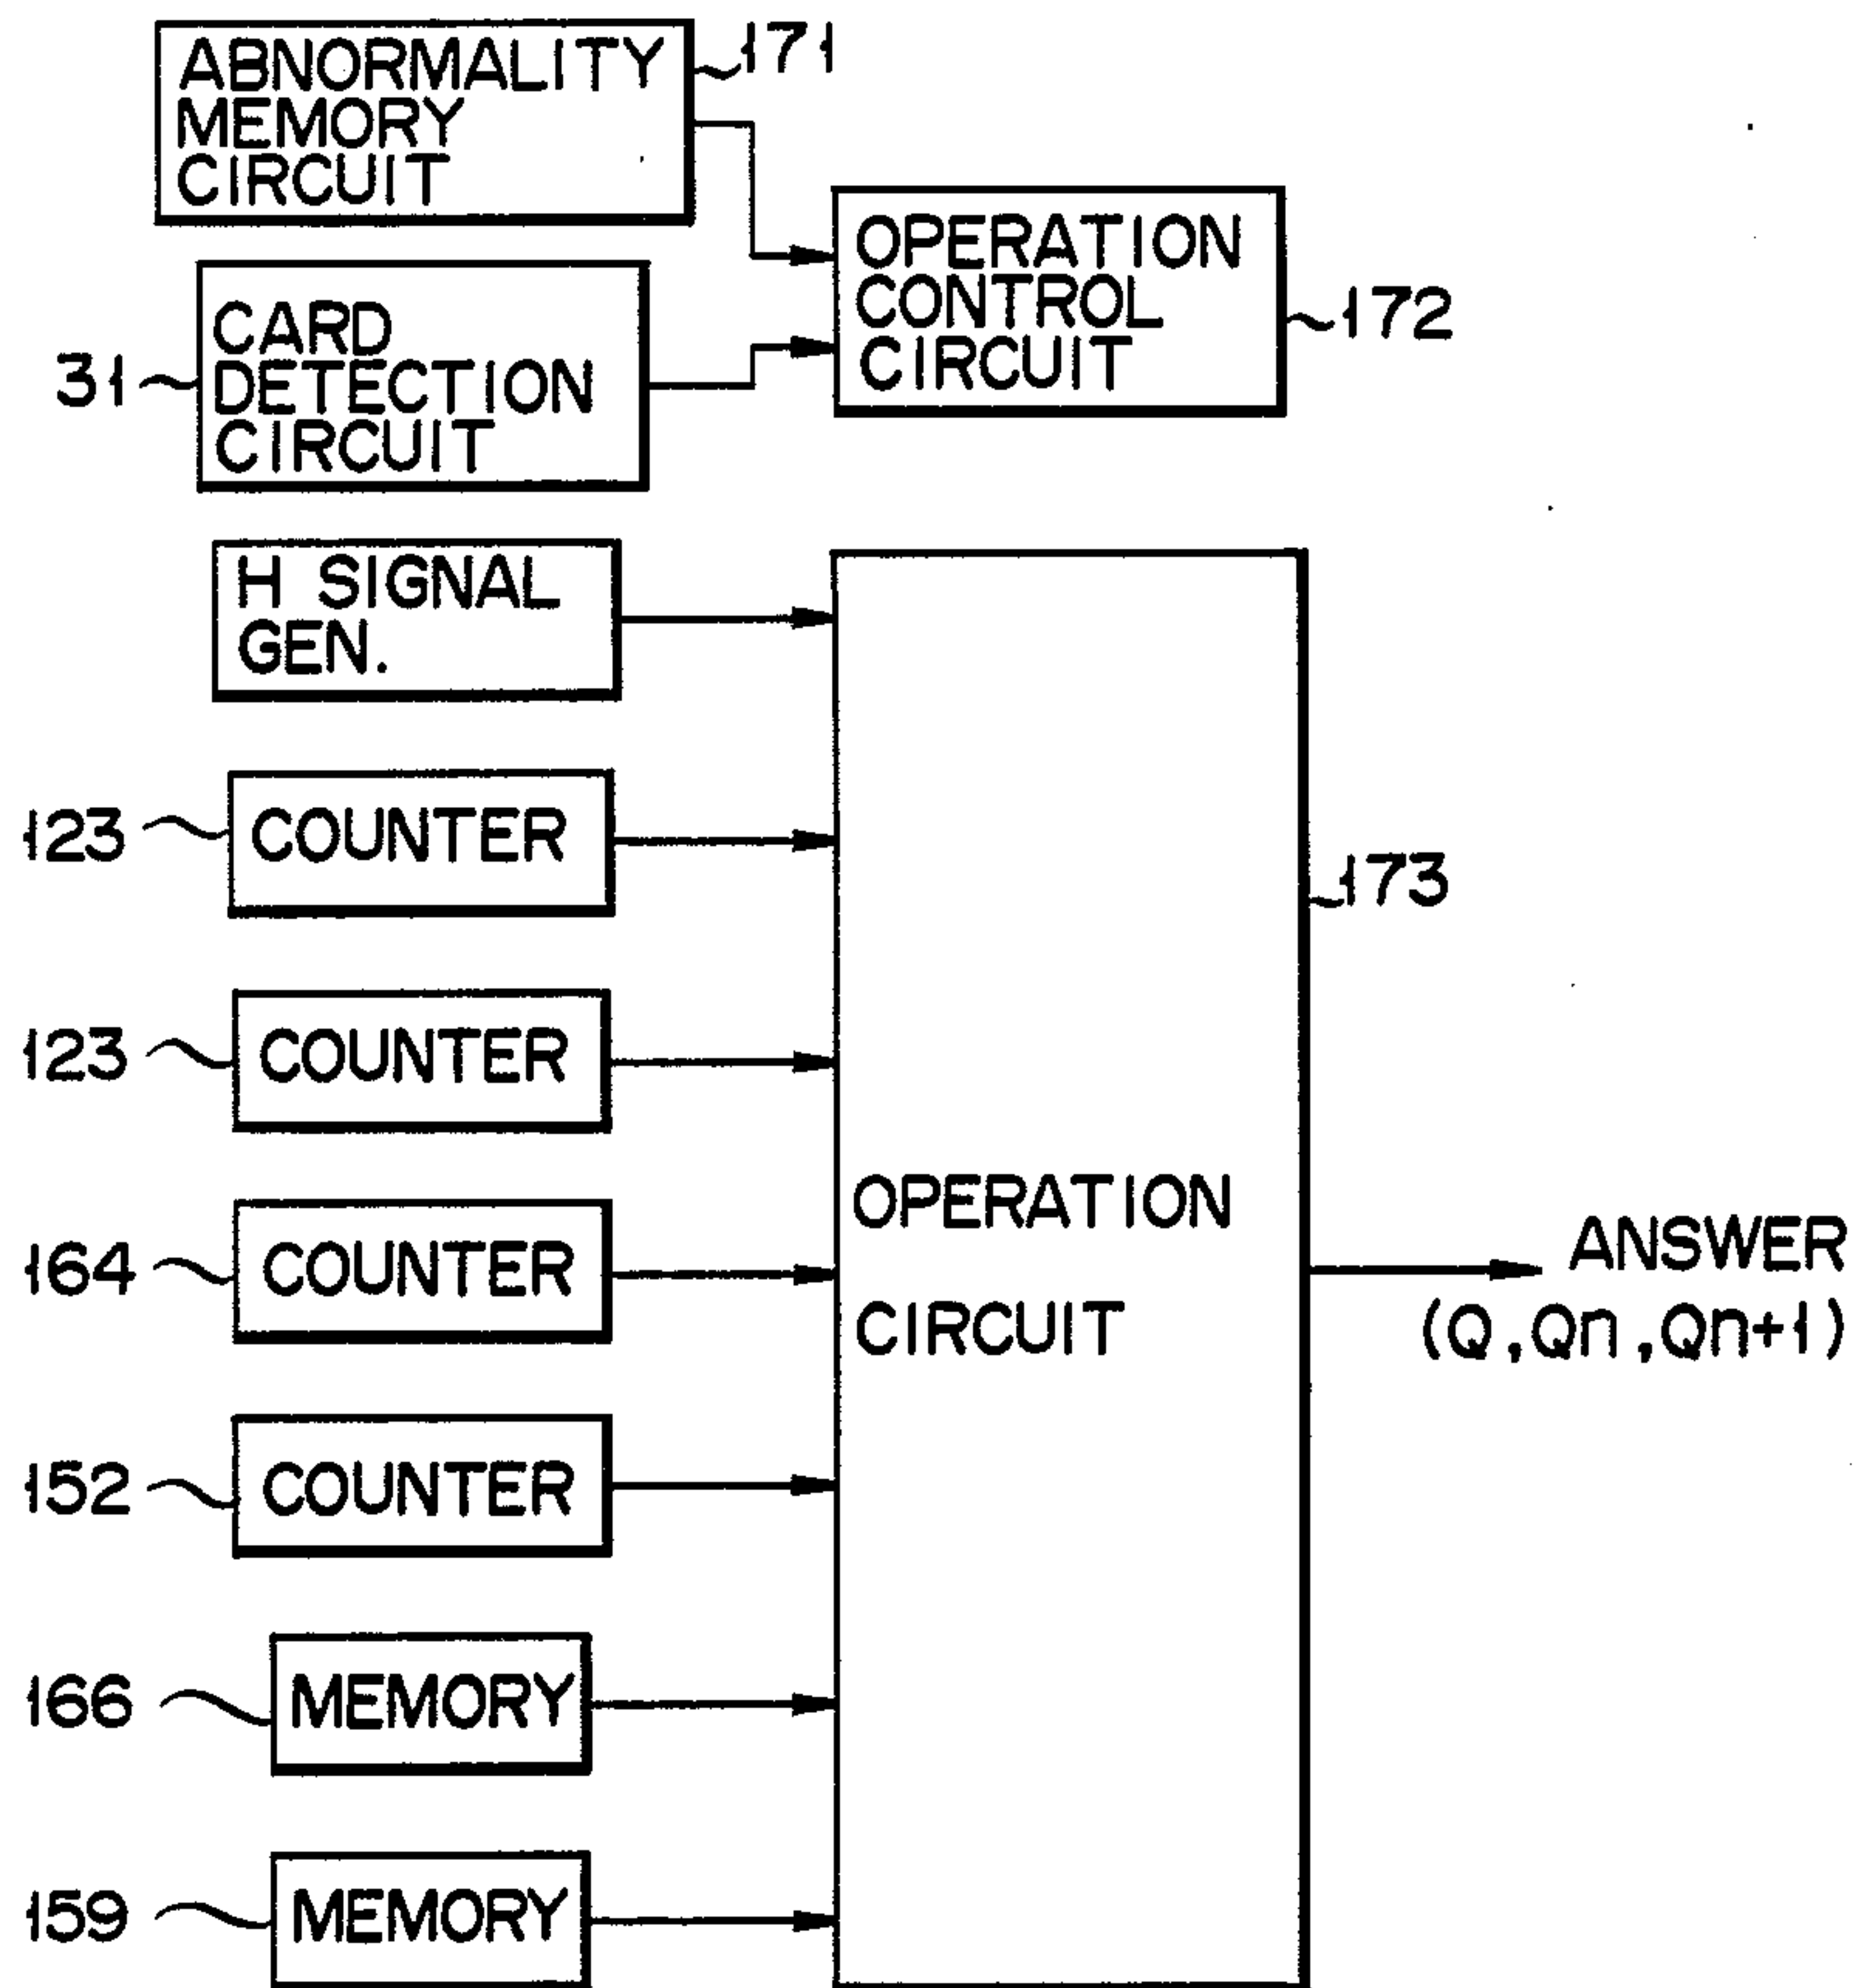 ABNORMALITY
MEMORY
CIRCUIT
171
CARD
DETECTION
CIRCUIT
31
OPERATION
CONTROL
CIRCUIT
172
H SIGNAL
GEN.
123
COUNTER
123
COUNTER
164
COUNTER
152
COUNTER
166
MEMORY
159
MEMORY
OPERATION
CIRCUIT
173
ANSWER
(Q,Qn,Qn+1)